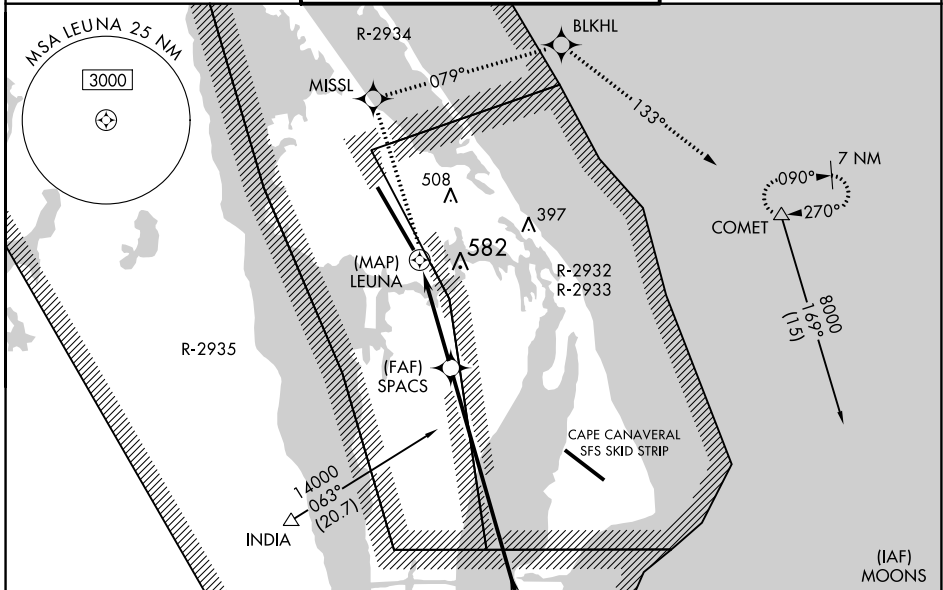 MSA LEUNA 25 NM
3000
R-2934
BLKHL
MISSL
079°
133°
7 NM
090°
270°
COMET
508
397
582
(MAP)
LEUNA
R-2932
R-2933
8000
169°
(15)
R-2935
(FAF)
SPACS
CAPE CANAVERAL
SFS SKID STRIP
14000
063°
(20.7)
INDIA
(IAF)
MOONS